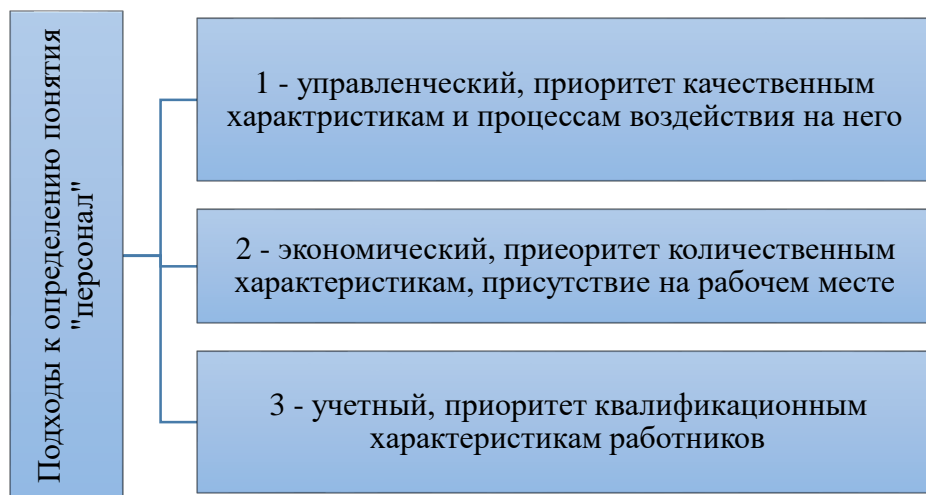 Подходы к определению понятия
"персонал"
1 - управленческий, приоритет качественным
характристикам и процессам воздействия на него
2 - экономический, приеоритет количественным
характеристикам, присутствие на рабочем месте
3 - учетный, приоритет квалификационным
характеристикам работников